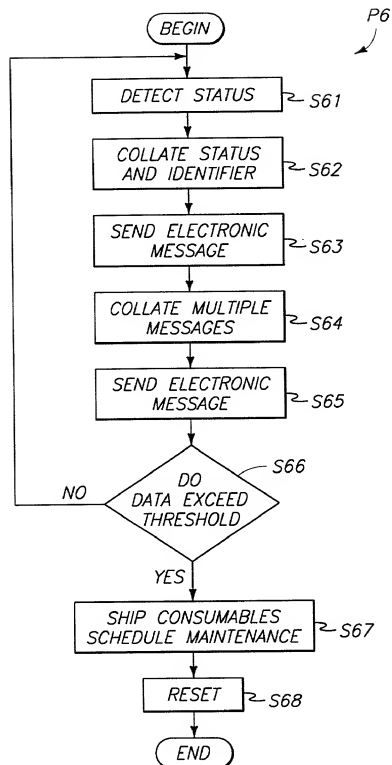 P6
BEGIN
DETECT STATUS
S61
COLLATE STATUS
AND IDENTIFIER
S62
SEND ELECTRONIC
MESSAGE
S63
COLLATE MULTIPLE
MESSAGES
S64
SEND ELECTRONIC
MESSAGE
S65
S66
DO
DATA EXCEED
THRESHOLD
NO
YES
SHIP CONSUMABLES
SCHEDULE MAINTENANCE
S67
RESET
S68
END